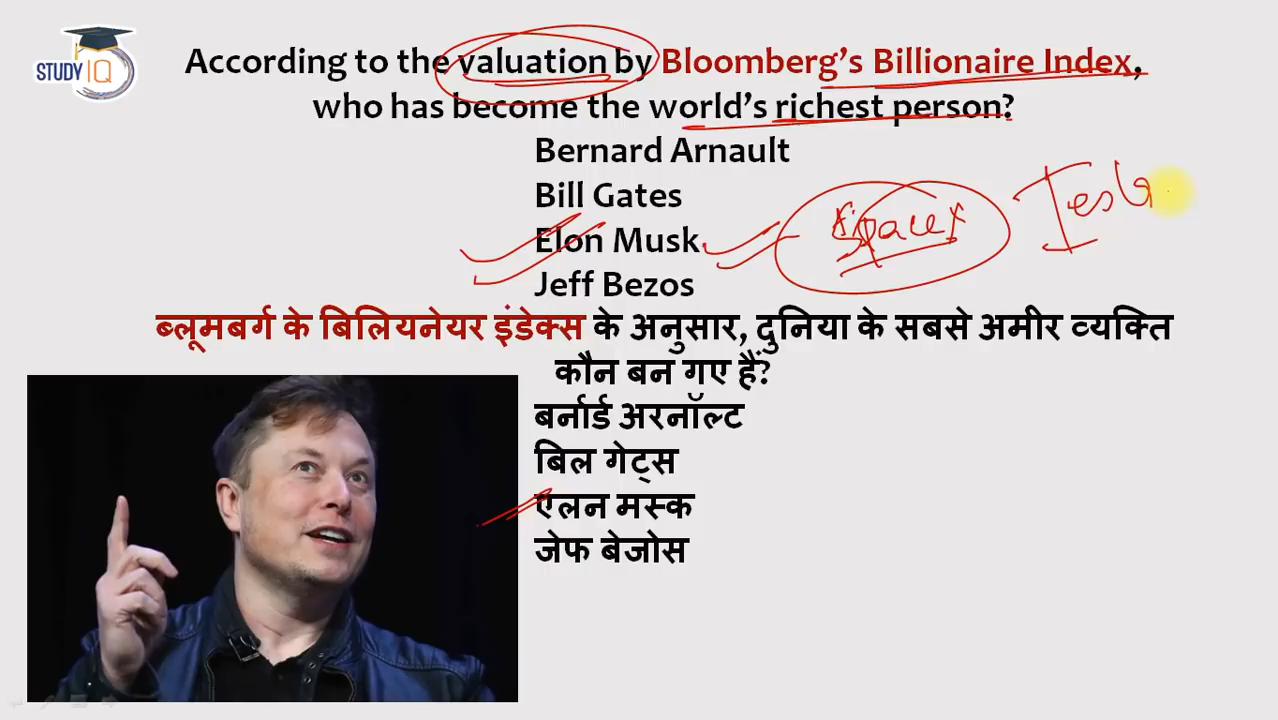 STUDY IQ
According to the valuation by Bloomberg's Billionaire Index,
who has become the world's richest person?
Bernard Arnault
Bill Gates
Elon Musk
Jeff Bezos
spacex
Tesla
ब्लूमबर्ग के बिलियनेयर इंडेक्स के अनुसार, दुनिया के सबसे अमीर व्यक्ति
कौन बन गए हैं?
बर्नार्ड अरनॉल्ट
बिल गेट्स
एलन मस्क
जेफ बेजोस